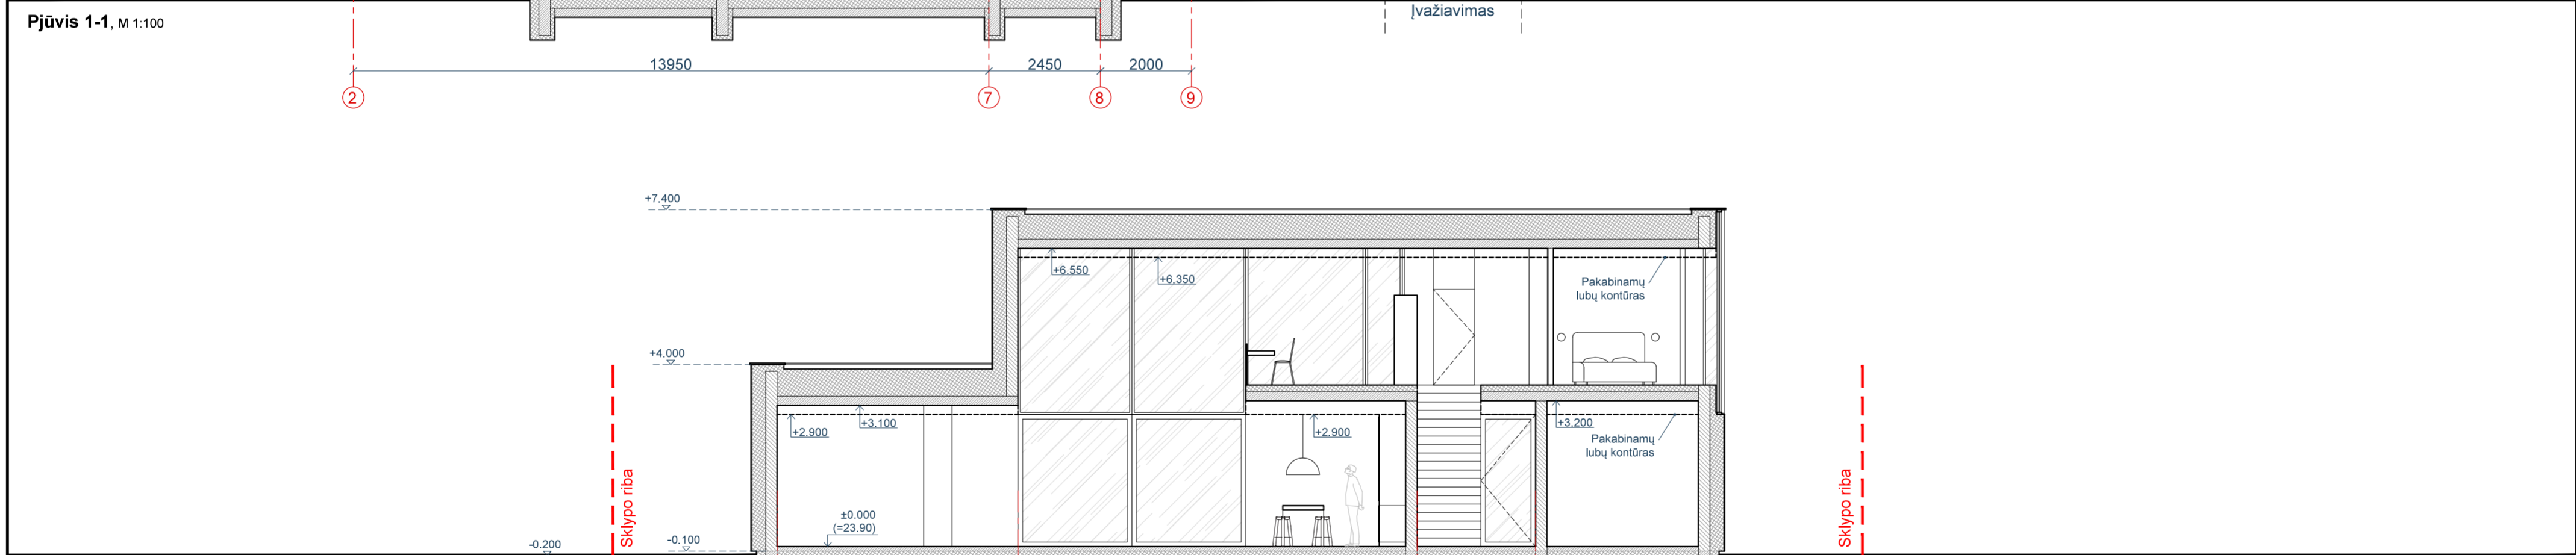 Pjūvis 1-1, M 1:100
Įvažiavimas
13950
2450
2000
2
7
8
9
+7.400
+6.550
+6.350
Pakabinamų
lubų kontūras
+4.000
+2.900
+3.100
+2.900
+3.200
Pakabinamų
lubų kontūras
Sklypo riba
Sklypo riba
±0.000
(=23.90)
-0.200
-0.100